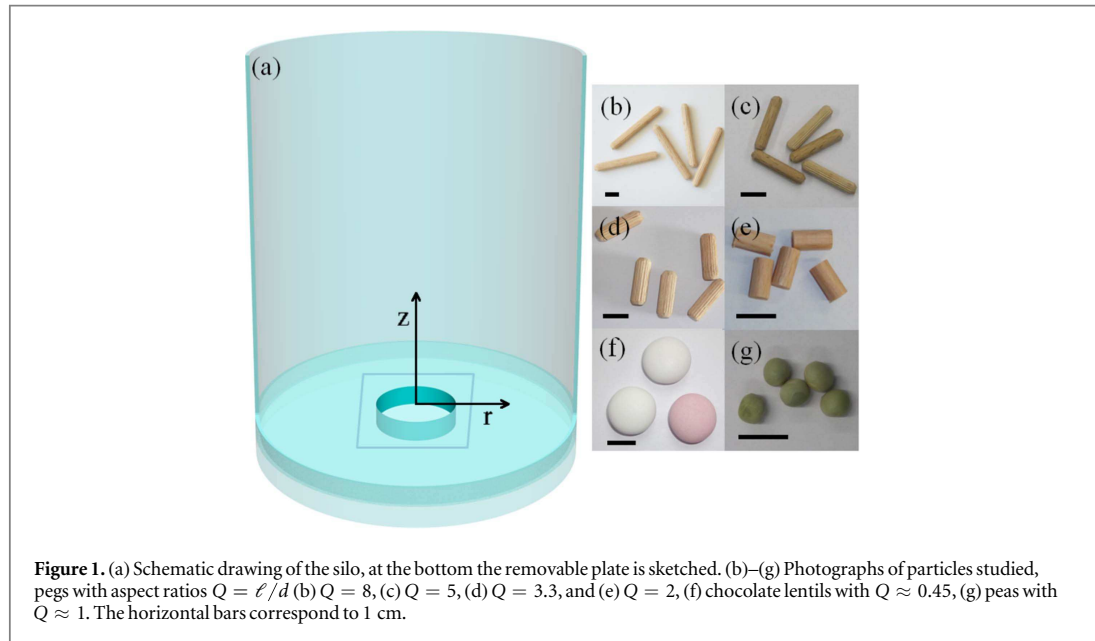 (a)
z
r
(b)
(c)
(d)
(e)
(f)
(g)
Figure 1. (a) Schematic drawing of the silo, at the bottom the removable plate is sketched. (b)–(g) Photographs of particles studied,
pegs with aspect ratios Q = ℓ/d (b) Q = 8, (c) Q = 5, (d) Q = 3.3, and (e) Q = 2, (f) chocolate lentils with Q ≈ 0.45, (g) peas with
Q ≈ 1. The horizontal bars correspond to 1 cm.